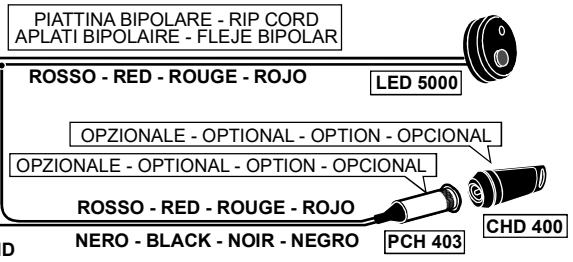 PIATTINA BIPOLARE - RIP CORD
APLATI BIPOLAIRE - FLEJE BIPOLAR
ROSSO - RED - ROUGE - ROJO
LED 5000
OPZIONALE - OPTIONAL - OPTION - OPCIONAL
OPZIONALE - OPTIONAL - OPTION - OPCIONAL
ROSSO - RED - ROUGE - ROJO
CHD 400
NERO - BLACK - NOIR - NEGRO
PCH 403